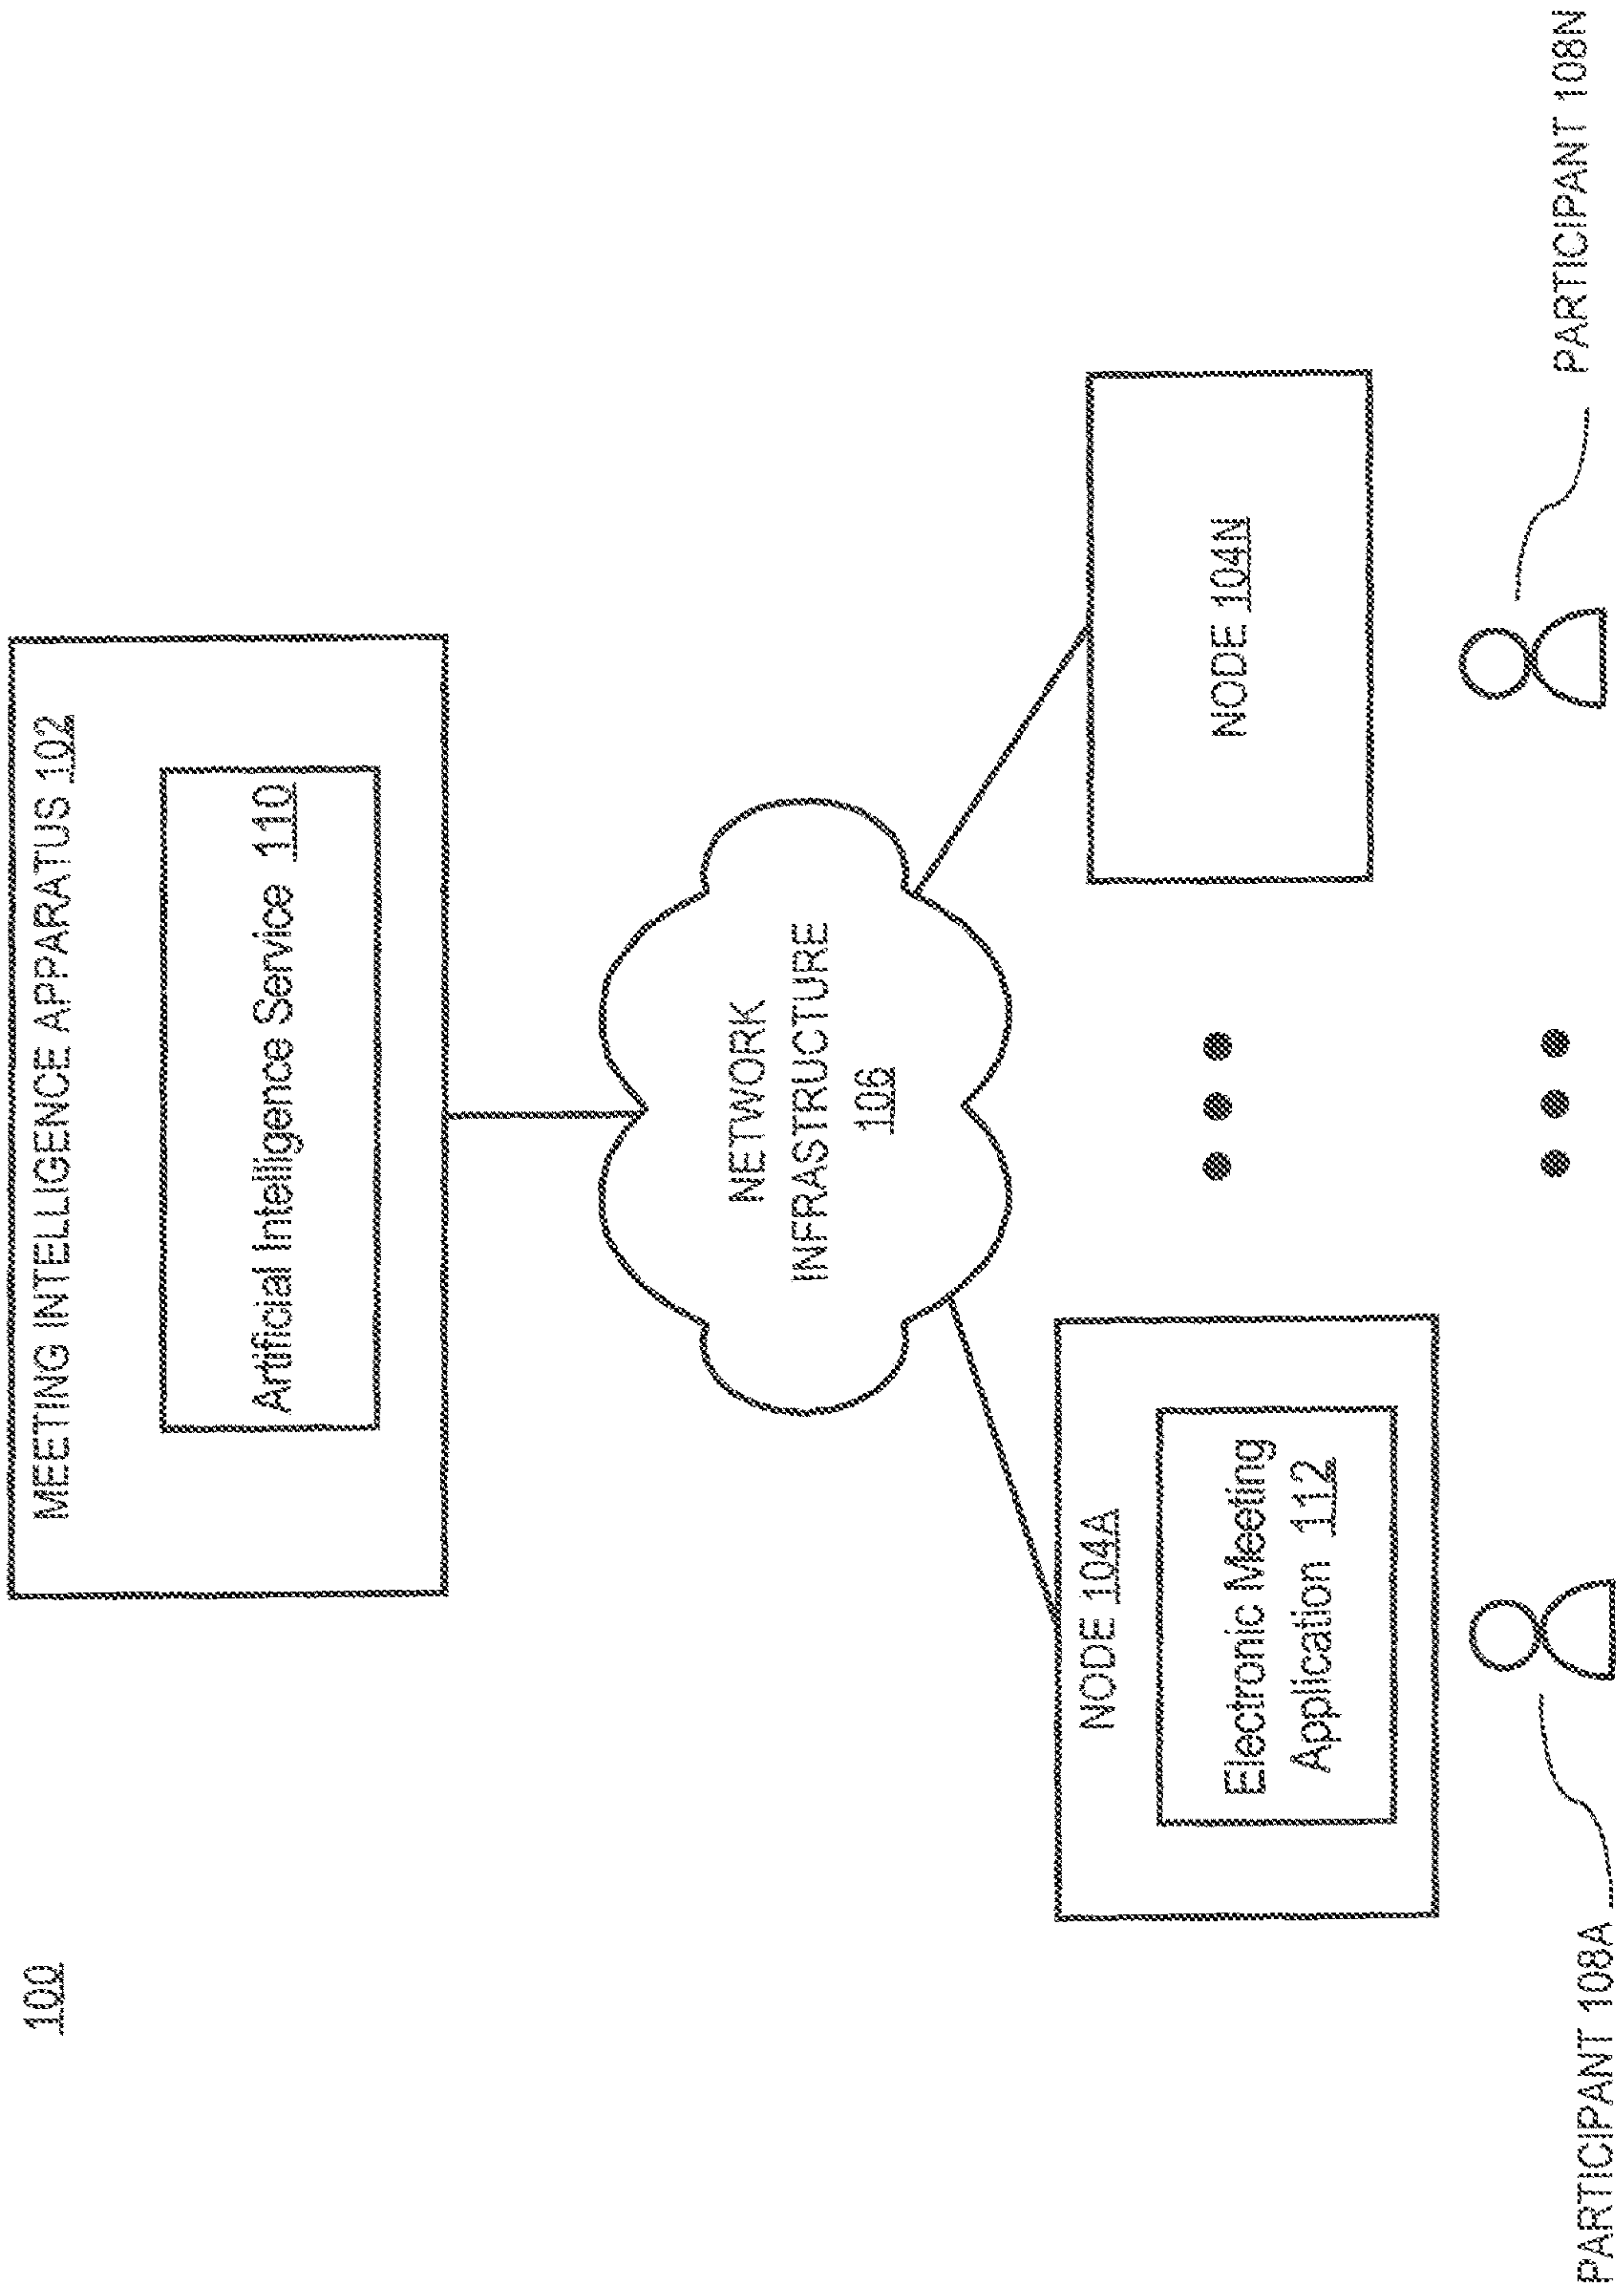 100
MEETING INTELLIGENCE APPARATUS 102
Artificial Intelligence Service 110
NETWORK
INFRASTRUCTURE
106
NODE 104A
Electronic Meeting
Application 112
NODE 104N
PARTICIPANT 108A
PARTICIPANT 108N